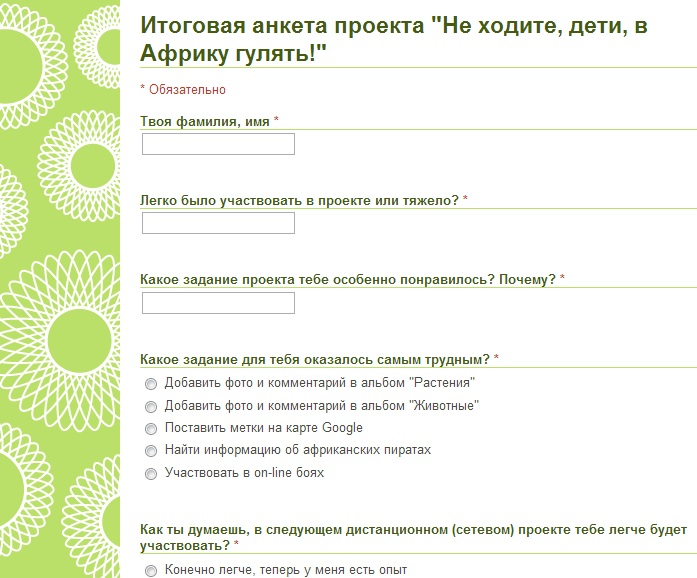 Итоговая анкета проекта "Не ходите, дети, в
Африку гулять!"
* Обязательно
Твоя фамилия, имя *
Легко было участвовать в проекте или тяжело? *
Какое задание проекта тебе особенно понравилось? Почему? *
Какое задание для тебя оказалось самым трудным? *
Добавить фото и комментарий в альбом "Растения"
Добавить фото и комментарий в альбом "Животные"
Поставить метки на карте Google
Найти информацию об африканских пиратах
Участвовать в on-line боях
Как ты думаешь, в следующем дистанционном (сетевом) проекте тебе легче будет
участвовать? *
Конечно легче, теперь у меня есть опыт